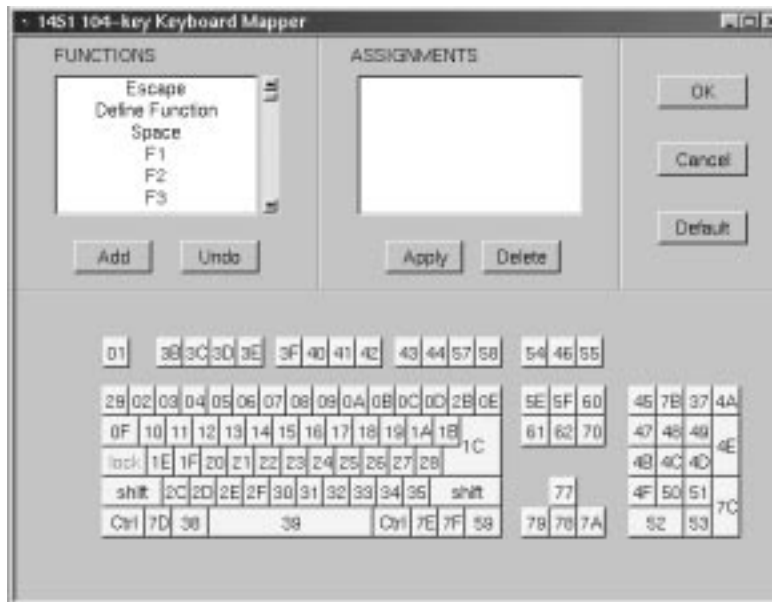 1451 104-key Keyboard Mapper
FUNCTIONS
Escape
Define Function
Space
F1
F2
F3
Add Undo
ASSIGNMENTS
Apply Delete
OK
Cancel
Default
01 3B 3C 3D 3E 3F 40 41 42 43 44 57 58 54 46 55
29 02 03 04 05 06 07 08 09 0A 0B 0C 0D 2B 0E 5E 5F 60 45 7B 37 4A
0F 10 11 12 13 14 15 16 17 18 19 1A 1B 1C 61 62 70 47 48 49 4E
lock 1E 1F 20 21 22 23 24 25 26 27 28 4B 4C 4D
shift 2C 2D 2E 2F 30 31 32 33 34 35 shift 77 4F 50 51 7C
Ctrl 7D 38 39 Ctrl 7E 7F 59 79 78 7A 52 53